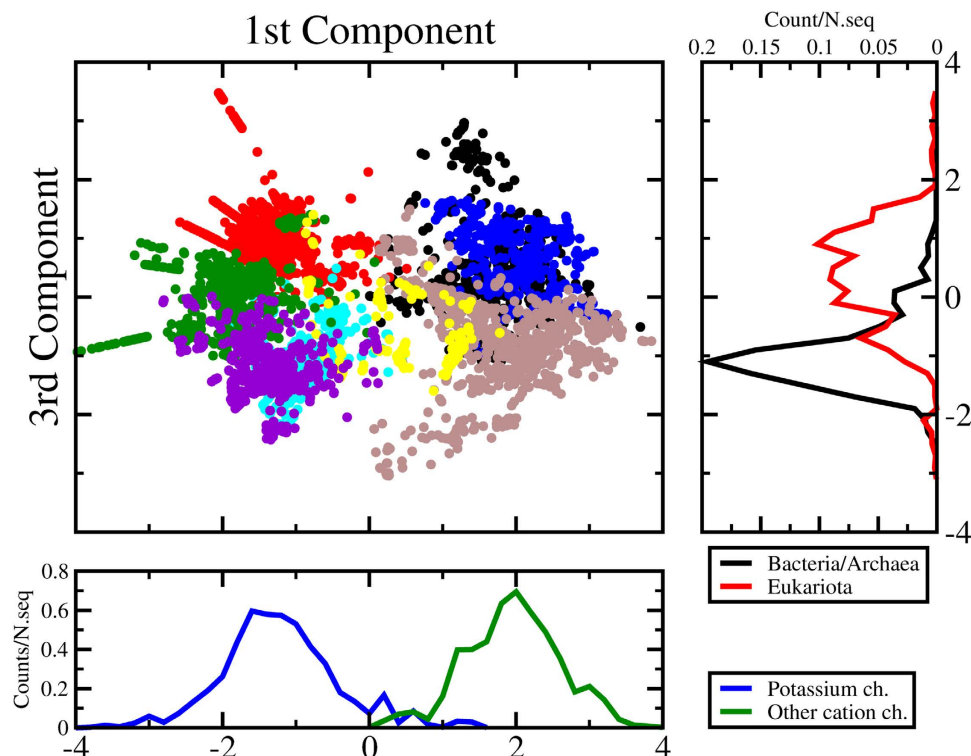 1st Component
Count/N.seq
0.2 0.15 0.1 0.05 0
4
3rd Component
2
0
-2
-4
Bacteria/Archaea
Eukariota
0.8
0.6
0.4
0.2
0
Counts/N.seq
Potassium ch.
Other cation ch.
-4 -2 0 2 4